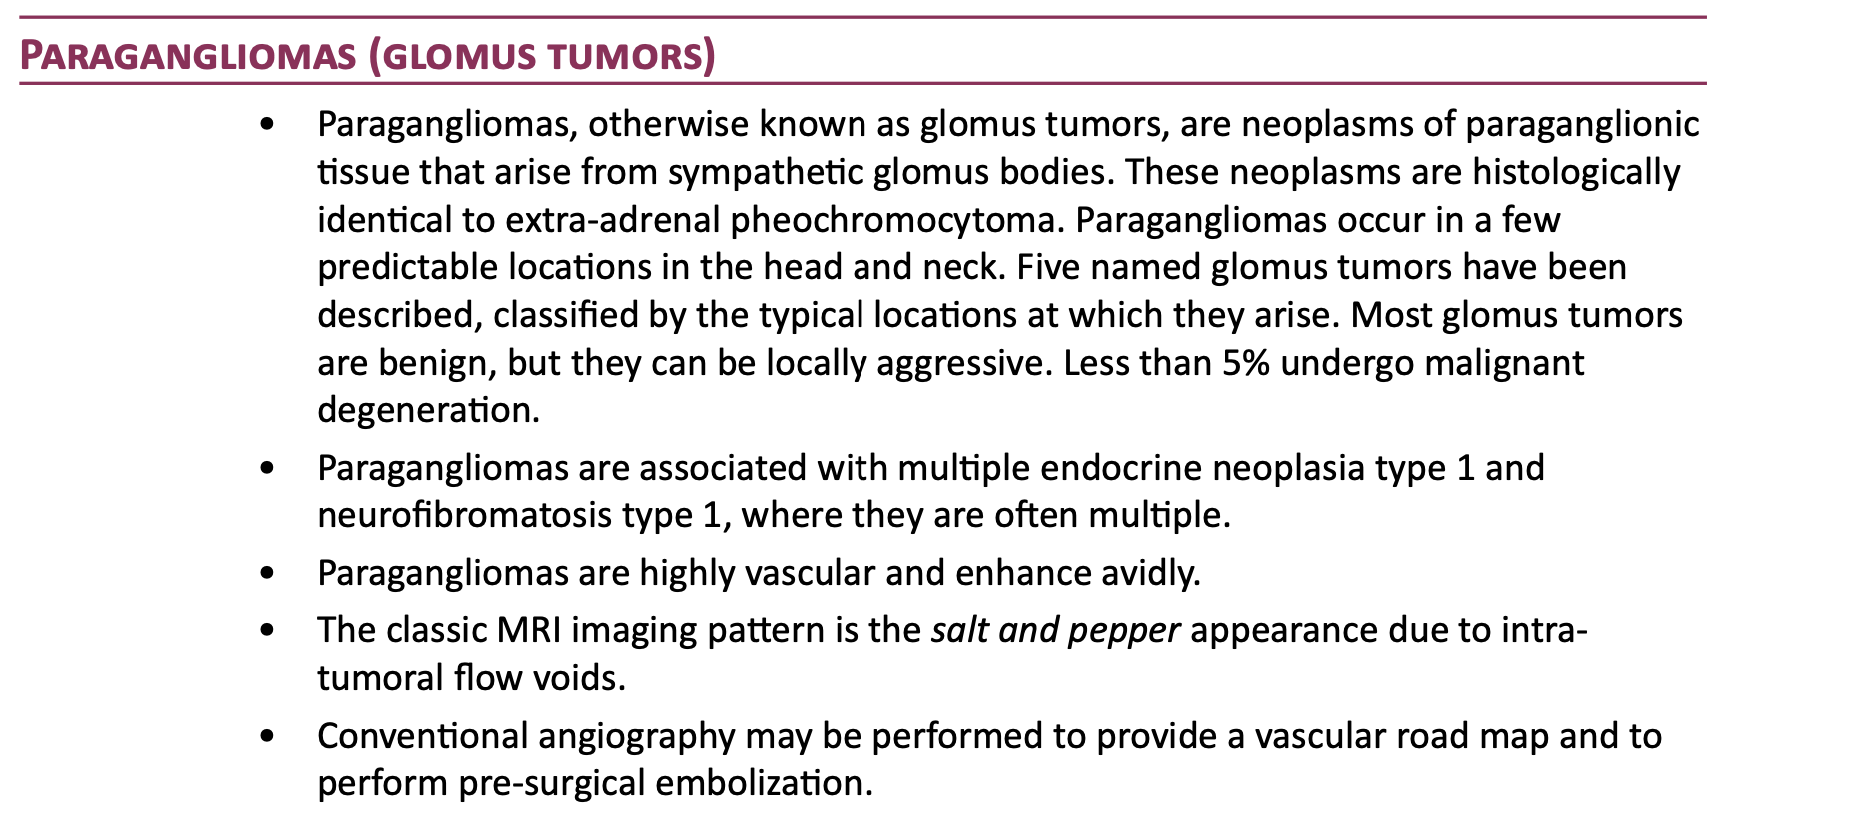 PARAGANGLIOMAS (GLOMUS TUMORS)
• Paragangliomas, otherwise known as glomus tumors, are neoplasms of paraganglionic
tissue that arise from sympathetic glomus bodies. These neoplasms are histologically
identical to extra-adrenal pheochromocytoma. Paragangliomas occur in a few
predictable locations in the head and neck. Five named glomus tumors have been
described, classified by the typical locations at which they arise. Most glomus tumors
are benign, but they can be locally aggressive. Less than 5% undergo malignant
degeneration.
• Paragangliomas are associated with multiple endocrine neoplasia type 1 and
neurofibromatosis type 1, where they are often multiple.
• Paragangliomas are highly vascular and enhance avidly.
• The classic MRI imaging pattern is the salt and pepper appearance due to intra-
tumoral flow voids.
• Conventional angiography may be performed to provide a vascular road map and to
perform pre-surgical embolization.